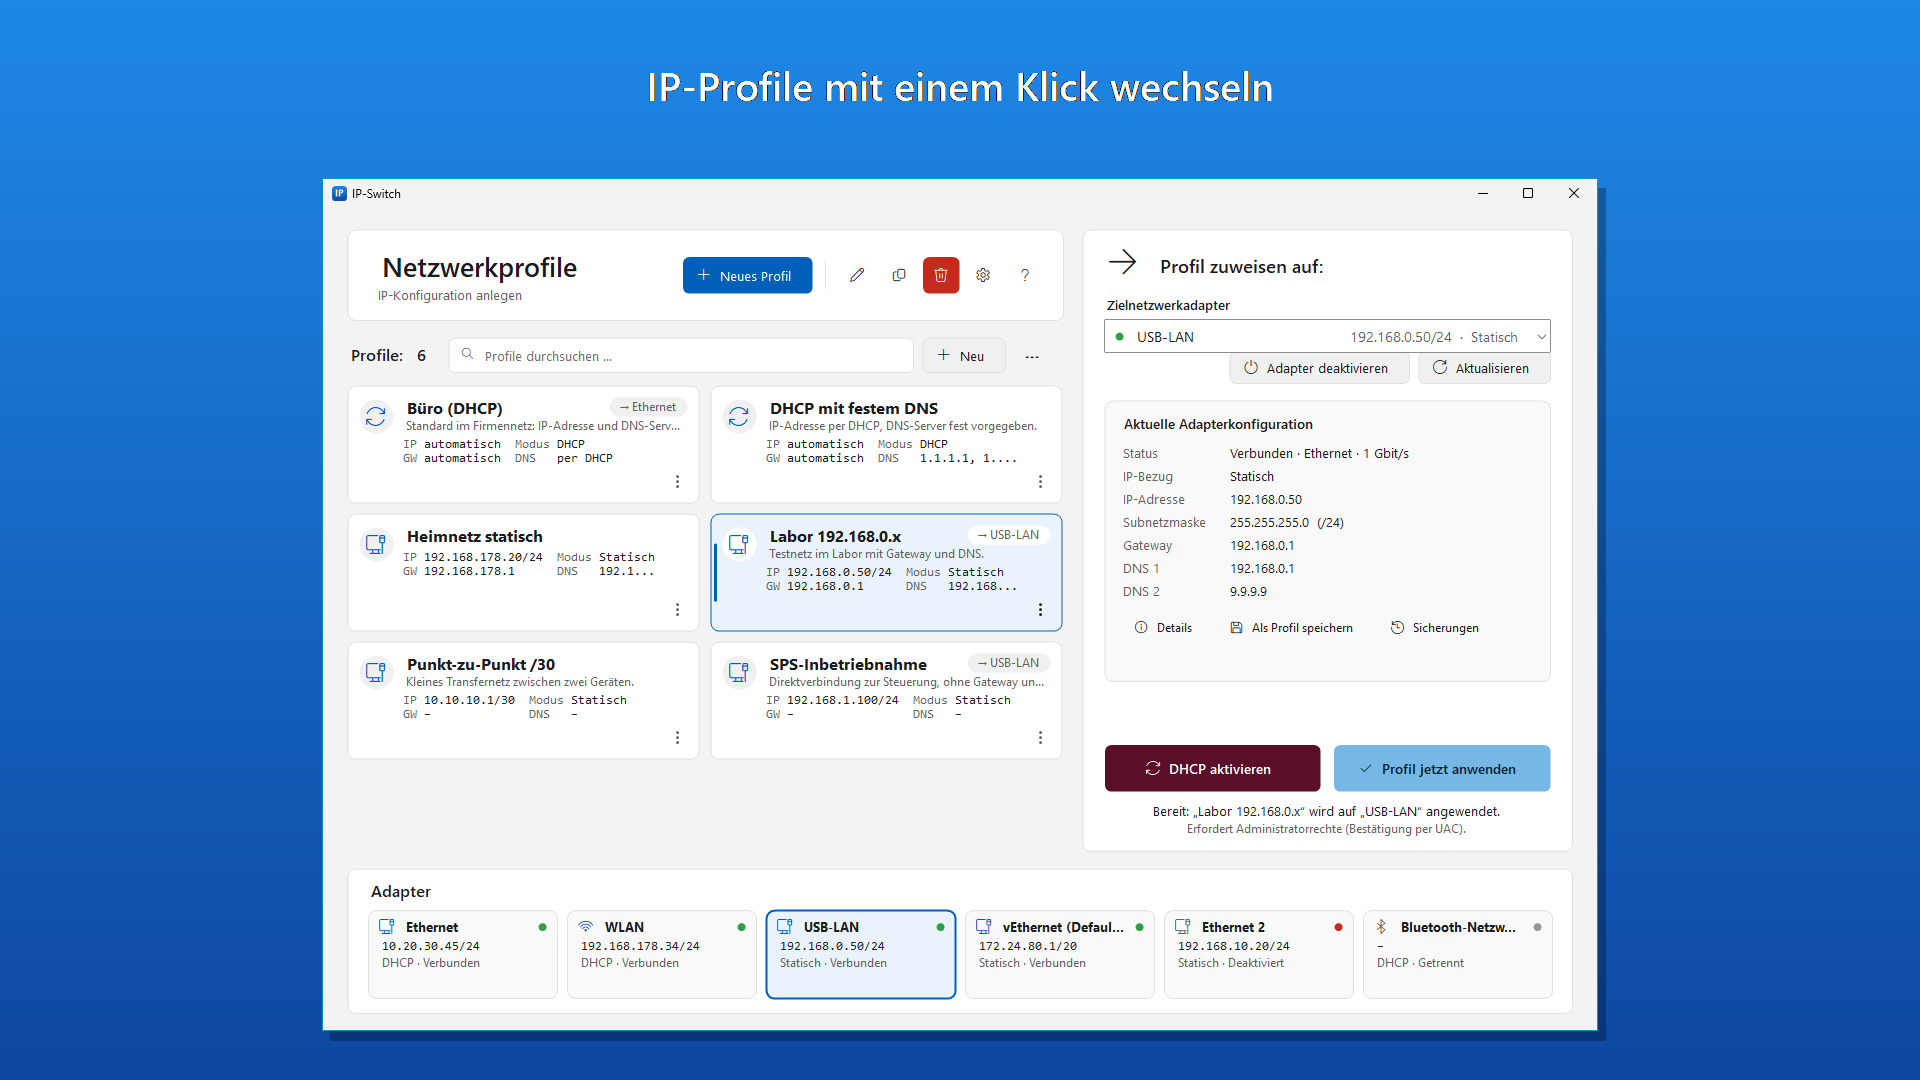 IP-Profile mit einem Klick wechseln
IP IP-Switch
Netzwerkprofile
IP-Konfiguration anlegen
Neues Profil
?
Profile: 6
Profile durchsuchen ...
Neu
Büro (DHCP)
→ Ethernet
Standard im Firmennetz: IP-Adresse und DNS-Serv...
IP automatisch Modus DHCP
GW automatisch DNS per DHCP
DHCP mit festem DNS
IP-Adresse per DHCP, DNS-Server fest vorgegeben.
IP automatisch Modus DHCP
GW automatisch DNS 1.1.1.1, 1....
Heimnetz statisch
IP 192.168.178.20/24 Modus Statisch
GW 192.168.178.1 DNS 192.1...
Labor 192.168.0.x
→ USB-LAN
Testnetz im Labor mit Gateway und DNS.
IP 192.168.0.50/24 Modus Statisch
GW 192.168.0.1 DNS 192.168...
Punkt-zu-Punkt /30
Kleines Transfernetz zwischen zwei Geräten.
IP 10.10.10.1/30 Modus Statisch
GW – DNS –
SPS-Inbetriebnahme
→ USB-LAN
Direktverbindung zur Steuerung, ohne Gateway un...
IP 192.168.1.100/24 Modus Statisch
GW – DNS –
Profil zuweisen auf:
Zielnetzwerkadapter
USB-LAN 192.168.0.50/24 · Statisch
Adapter deaktivieren
Aktualisieren
Aktuelle Adapterkonfiguration
Status Verbunden · Ethernet · 1 Gbit/s
IP-Bezug Statisch
IP-Adresse 192.168.0.50
Subnetzmaske 255.255.255.0 (/24)
Gateway 192.168.0.1
DNS 1 192.168.0.1
DNS 2 9.9.9.9
Details
Als Profil speichern
Sicherungen
DHCP aktivieren
Profil jetzt anwenden
Bereit: „Labor 192.168.0.x“ wird auf „USB-LAN“ angewendet.
Erfordert Administratorrechte (Bestätigung per UAC).
Adapter
Ethernet
10.20.30.45/24
DHCP · Verbunden
WLAN
192.168.178.34/24
DHCP · Verbunden
USB-LAN
192.168.0.50/24
Statisch · Verbunden
vEthernet (Defaul...
172.24.80.1/20
Statisch · Verbunden
Ethernet 2
192.168.10.20/24
Statisch · Deaktiviert
Bluetooth-Netzw...
–
DHCP · Getrennt